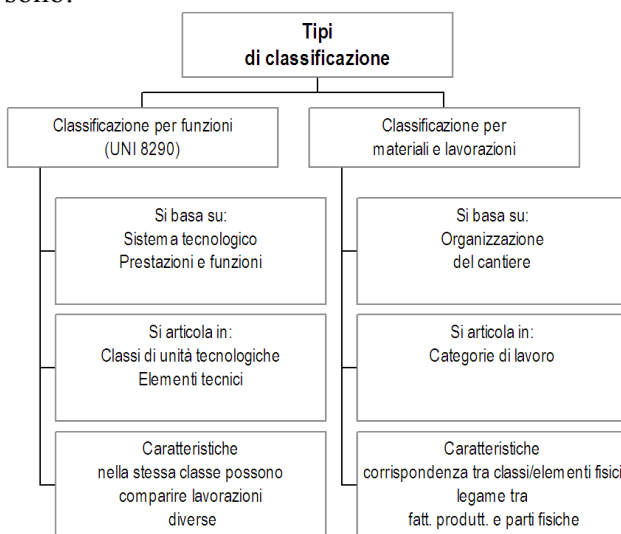 sono:
Tipi
di classificazione
Classificazione per funzioni
(UNI 8290)
Classificazione per
materiali e lavorazioni
Si basa su:
Sistema tecnologico
Prestazioni e funzioni
Si basa su:
Organizzazione
del cantiere
Si articola in:
Classi di unità tecnologiche
Elementi tecnici
Si articola in:
Categorie di lavoro
Caratteristiche
nella stessa classe possono
comparire lavorazioni
diverse
Caratteristiche
corrispondenza tra classi/elementi fisici
legame tra
fatt. produtt. e parti fisiche